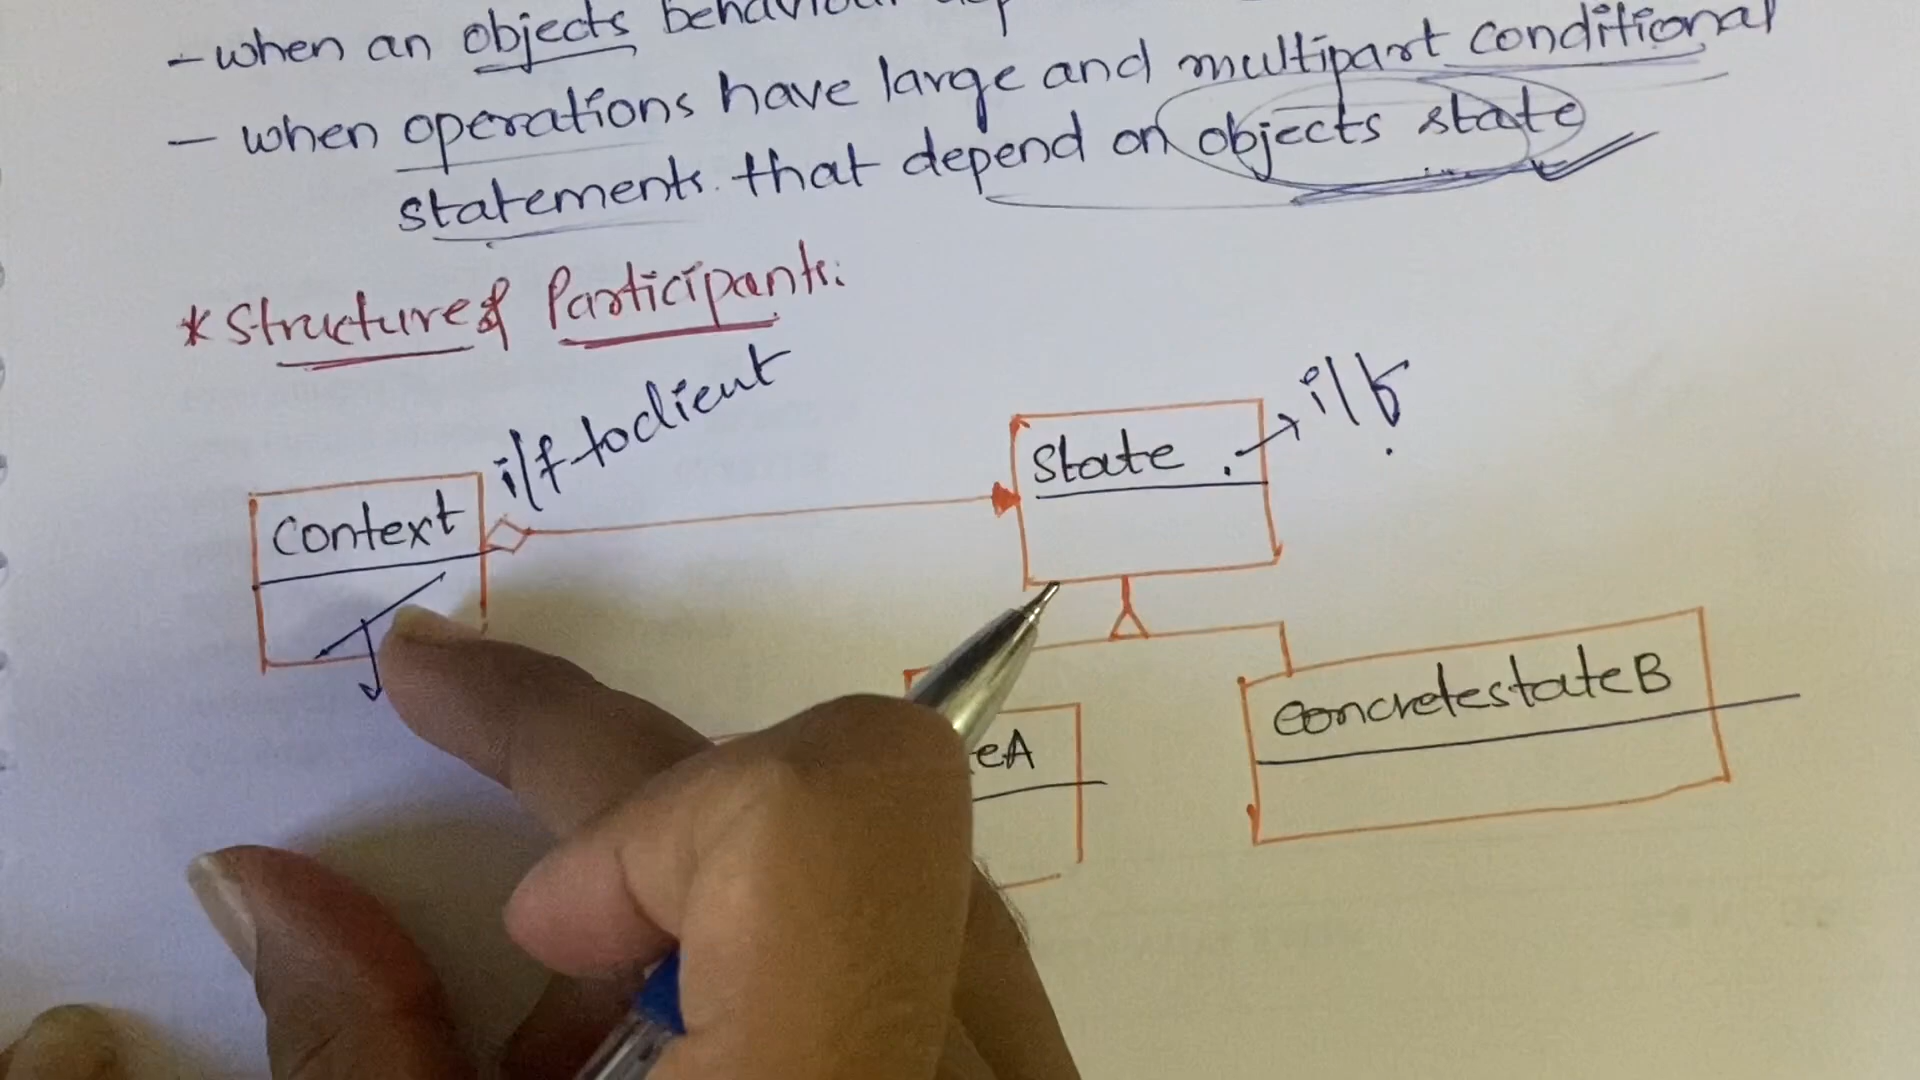 - when an objects behaviour
- when operations have large and multipart conditional
statements. that depend on objects state
* Structure & Participants:
i/f to client
State → i/f
Context
eA
ConcretestateB